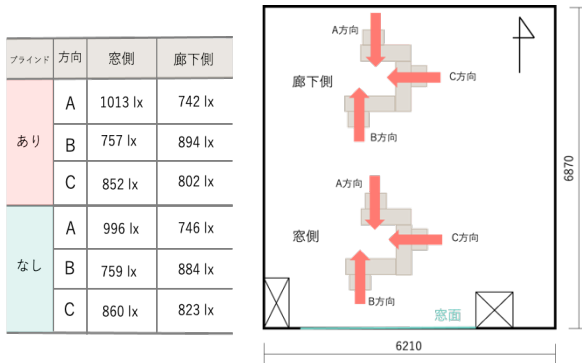 ブラインド 方向 窓側 廊下側
あり A 1013 lx 742 lx
B 757 lx 894 lx
C 852 lx 802 lx
なし A 996 lx 746 lx
B 759 lx 884 lx
C 860 lx 823 lx
A方向
廊下側
C方向
B方向
A方向
窓側
C方向
B方向
窓面
6870
6210